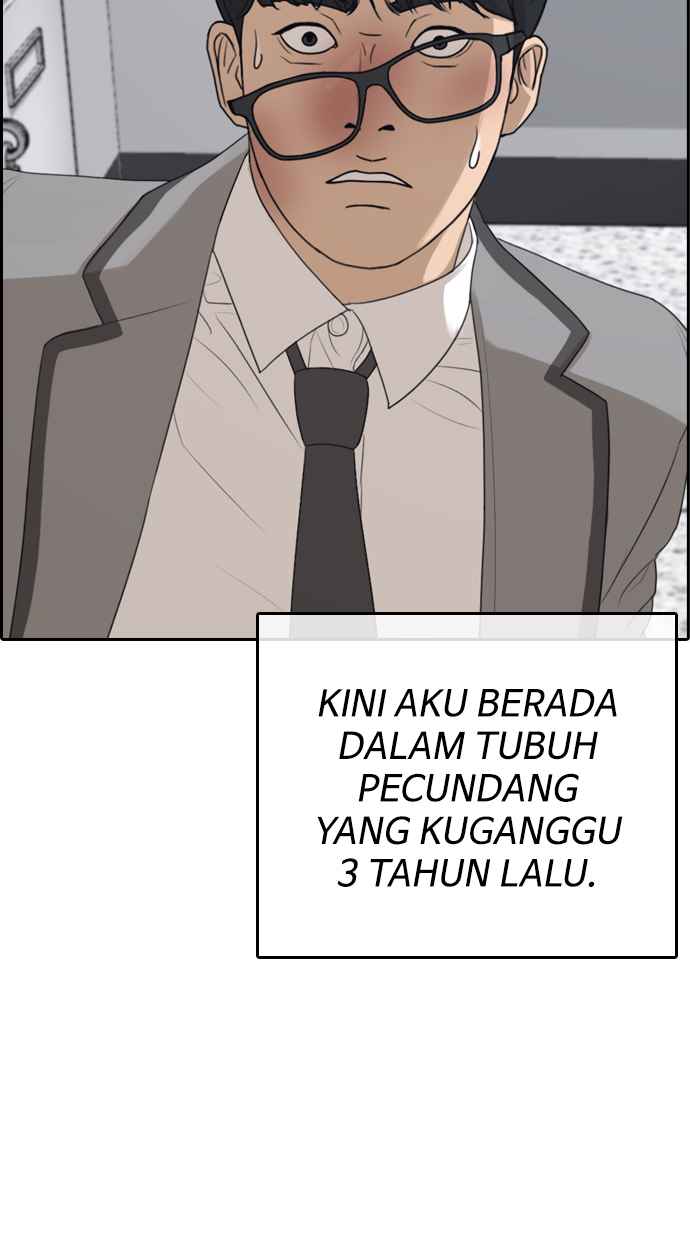 KINI AKU BERADA
DALAM TUBUH
PECUNDANG
YANG KUGANGGU
3 TAHUN LALU.